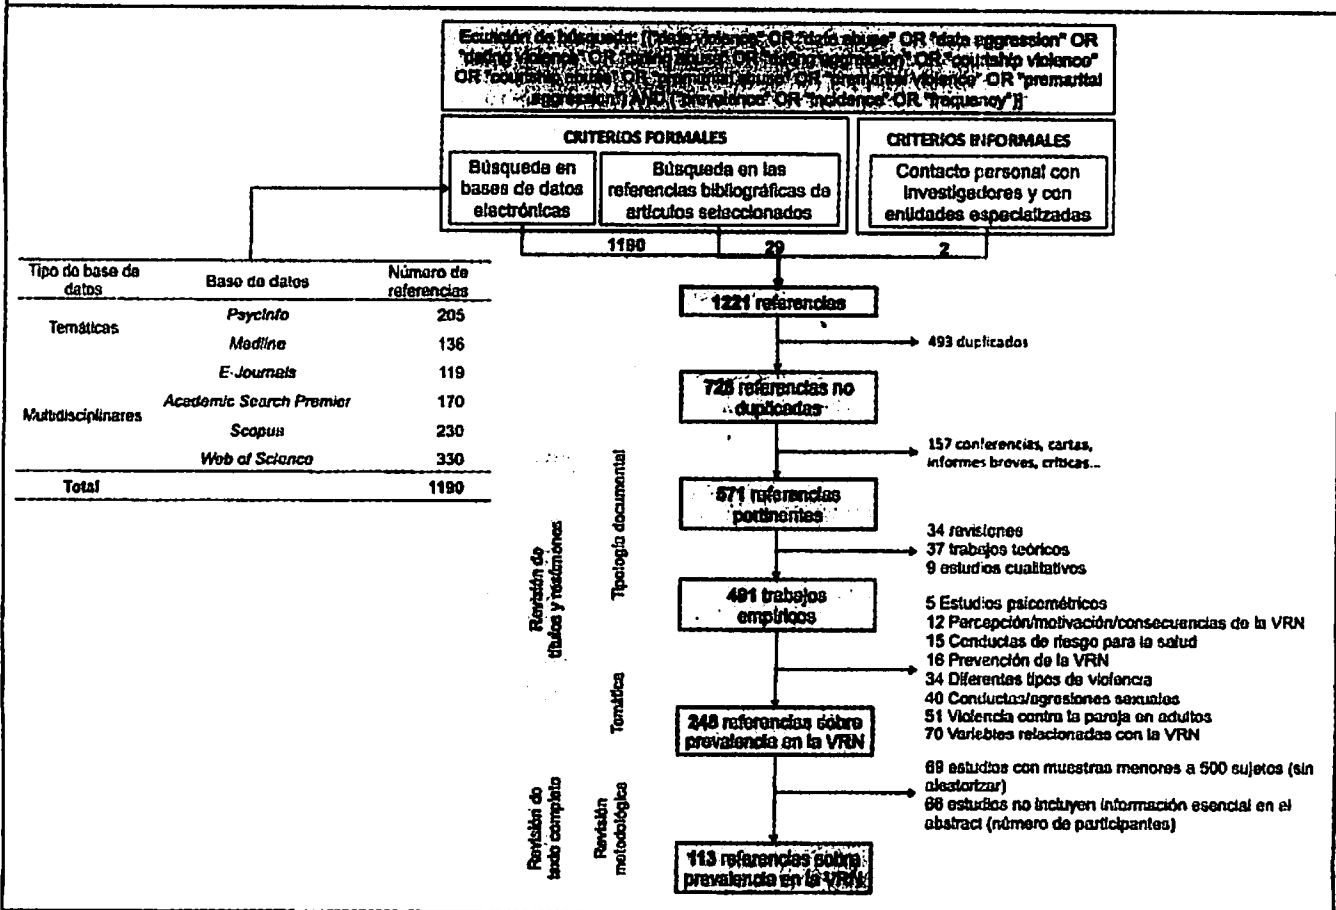 Ecuación de búsqueda: [("date violence" OR "date abuse" OR "date aggression" OR
"dating violence" OR "dating abuse" OR "dating aggression" OR "courtship violence"
OR "courtship abuse" OR "premarital abuse" OR "premarital violence" OR "premarital
aggression") AND ("prevalence" OR "incidence" OR "frequency")]
CRITERIOS FORMALES
Búsqueda en
bases de datos
electrónicas
Búsqueda en las
referencias bibliográficas de
artículos seleccionados
CRITERIOS INFORMALES
Contacto personal con
investigadores y con
entidades especializadas
1190
29
2
Tipo de base de
datos
Base de datos
Número de
referencias
Temáticas
PsycInfo
205
Medline
136
E-Journals
119
Multidisciplinares
Academic Search Premier
170
Scopus
230
Web of Science
330
Total
1190
1221 referencias
493 duplicados
728 referencias no
duplicadas
157 conferencias, cartas,
informes breves, críticas...
571 referencias
pertinentes
34 revisiones
37 trabajos teóricos
9 estudios cualitativos
491 trabajos
empíricos
5 Estudios psicométricos
12 Percepción/motivación/consecuencias de la VRN
15 Conductas de riesgo para la salud
16 Prevención de la VRN
34 Diferentes tipos de violencia
40 Conductas/agresiones sexuales
51 Violencia contra la pareja en adultos
70 Variables relacionadas con la VRN
248 referencias sobre
prevalencia en la VRN
69 estudios con muestras menores a 500 sujetos (sin
aleatorizar)
66 estudios no incluyen información esencial en el
abstract (número de participantes)
113 referencias sobre
prevalencia en la VRN
Revisión de
títulos y resúmenes
Tipología documental
Temática
Revisión de
texto completo
Revisión
metodológica